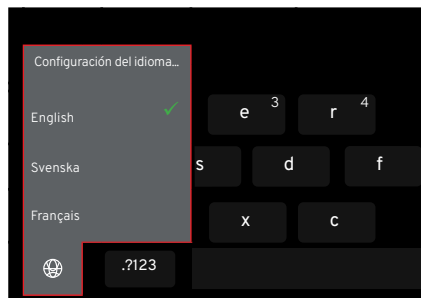 Configuración del idioma...
English
e 3 r 4
Svenska
s d f
Français
x c
.?123